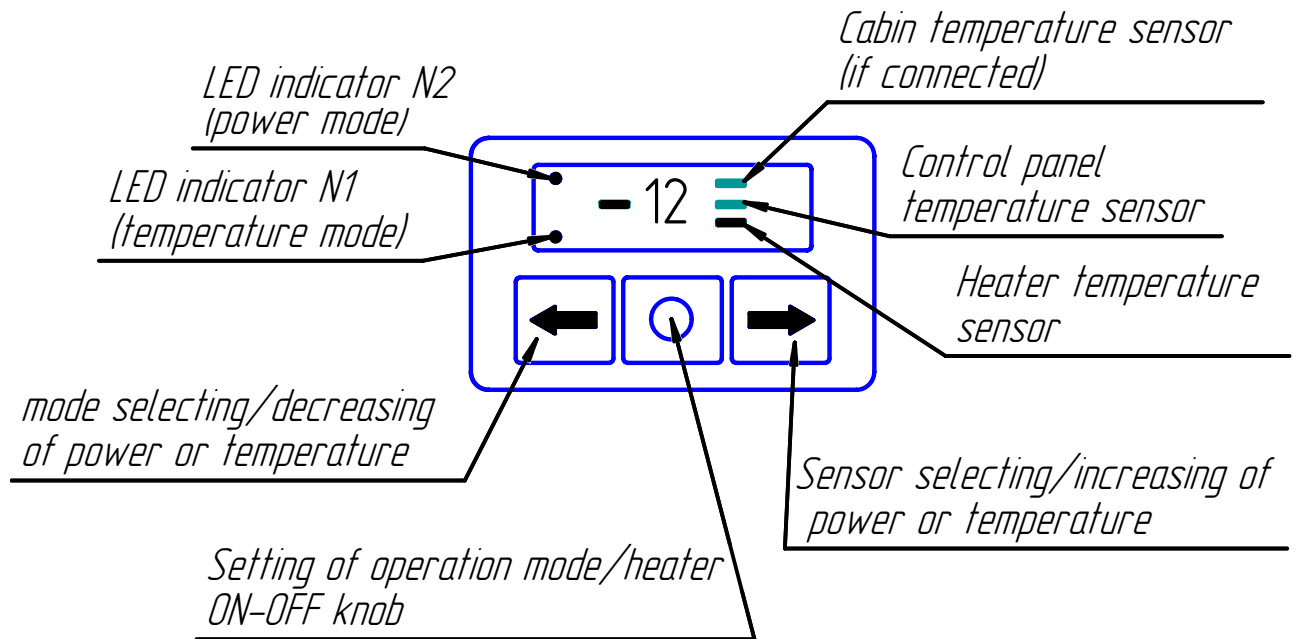 Cabin temperature sensor
(if connected)
LED indicator N2
(power mode)
Control panel
temperature sensor
LED indicator N1
(temperature mode)
-12
Heater temperature
sensor
mode selecting/decreasing
of power or temperature
Sensor selecting/increasing of
power or temperature
Setting of operation mode/heater
ON-OFF knob